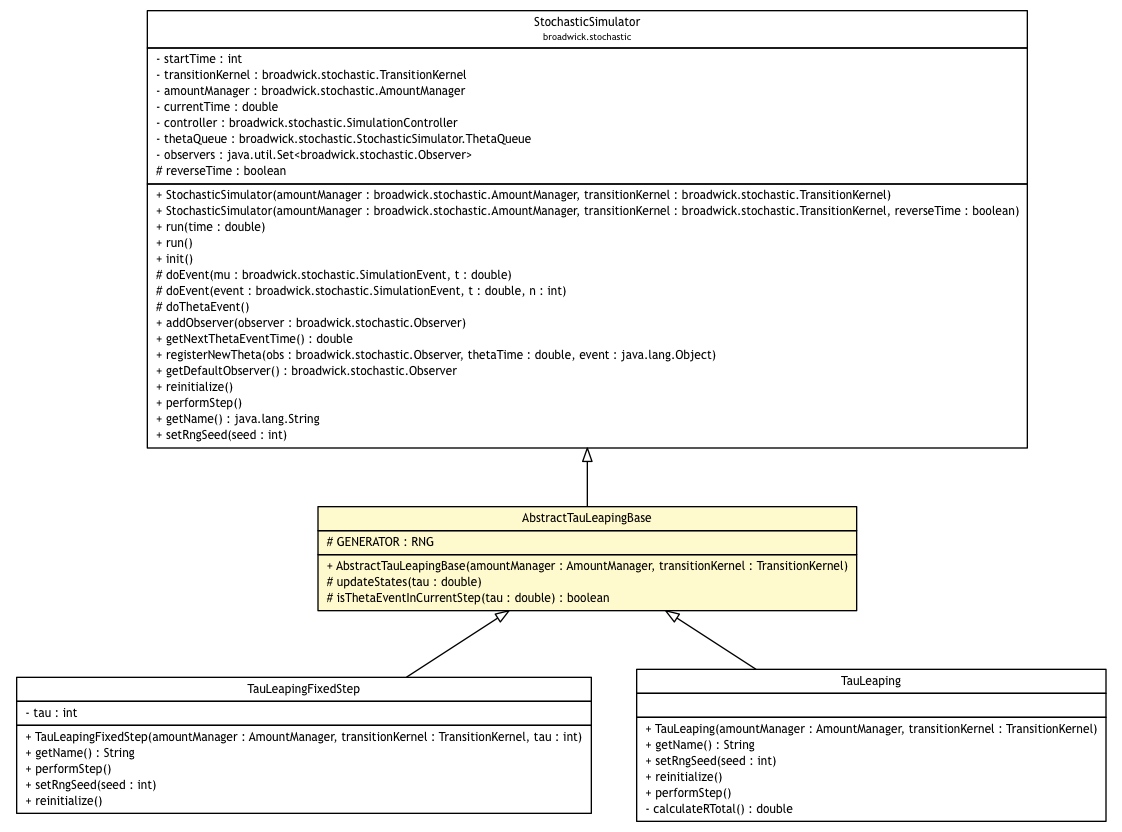 StochasticSimulator
broadwick.stochastic
- startTime : int
- transitionKernel : broadwick.stochastic.TransitionKernel
- amountManager : broadwick.stochastic.AmountManager
- currentTime : double
- controller : broadwick.stochastic.SimulationController
- thetaQueue : broadwick.stochastic.StochasticSimulator.ThetaQueue
- observers : java.util.Set<broadwick.stochastic.Observer>
# reverseTime : boolean
+ StochasticSimulator(amountManager : broadwick.stochastic.AmountManager, transitionKernel : broadwick.stochastic.TransitionKernel)
+ StochasticSimulator(amountManager : broadwick.stochastic.AmountManager, transitionKernel : broadwick.stochastic.TransitionKernel, reverseTime : boolean)
+ run(time : double)
+ run()
+ init()
# doEvent(mu : broadwick.stochastic.SimulationEvent, t : double)
# doEvent(event : broadwick.stochastic.SimulationEvent, t : double, n : int)
# doThetaEvent()
+ addObserver(observer : broadwick.stochastic.Observer)
+ getNextThetaEventTime() : double
+ registerNewTheta(obs : broadwick.stochastic.Observer, thetaTime : double, event : java.lang.Object)
+ getDefaultObserver() : broadwick.stochastic.Observer
+ reinitialize()
+ performStep()
+ getName() : java.lang.String
+ setRngSeed(seed : int)
AbstractTauLeapingBase
# GENERATOR : RNG
+ AbstractTauLeapingBase(amountManager : AmountManager, transitionKernel : TransitionKernel)
# updateStates(tau : double)
# isThetaEventInCurrentStep(tau : double) : boolean
TauLeapingFixedStep
- tau : int
+ TauLeapingFixedStep(amountManager : AmountManager, transitionKernel : TransitionKernel, tau : int)
+ getName() : String
+ performStep()
+ setRngSeed(seed : int)
+ reinitialize()
TauLeaping
+ TauLeaping(amountManager : AmountManager, transitionKernel : TransitionKernel)
+ getName() : String
+ setRngSeed(seed : int)
+ reinitialize()
+ performStep()
- calculateRTotal() : double